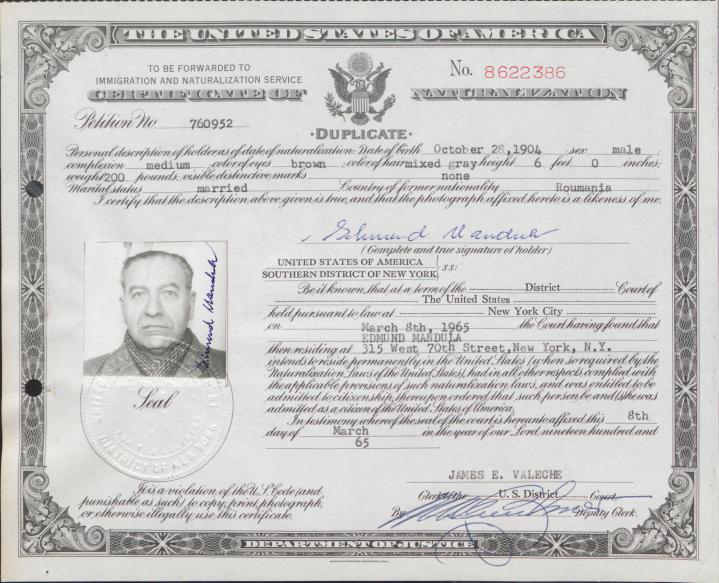 THE UNITED STATES OF AMERICA
TO BE FORWARDED TO
IMMIGRATION AND NATURALIZATION SERVICE
No. 8622386
CERTIFICATE OF NATURALIZATION
Petition No. 760952
·DUPLICATE·
Personal description of holder as of date of naturalization: Date of birth October 28, 1904; sex male
complexion medium color of eyes brown color of hair mixed gray height 6 feet 0 inches;
weight 200 pounds; visible distinctive marks none
Marital status married Country of former nationality Roumania
I certify that the description above given is true, and that the photograph affixed hereto is a likeness of me.
Edmund Mandula
(Complete and true signature of holder)
Edmund Mandula
UNITED STATES OF AMERICA
SOUTHERN DISTRICT OF NEW YORK } ss:
Be it known, that at a term of the District Court of
The United States
held pursuant to law at New York City
on March 8th, 1965 the Court having found that
EDMUND MANDULA
then residing at 315 West 70th Street, New York, N.Y.
intends to reside permanently in the United States (when so required by the
Naturalization Laws of the United States), had in all other respects complied with
the applicable provisions of such naturalization laws, and was entitled to be
admitted to citizenship, thereupon ordered that such person be and (s)he was
admitted as a citizen of the United States of America.
In testimony whereof the seal of the court is hereunto affixed this 8th
day of March in the year of our Lord nineteen hundred and
65
Seal
DISTRICT OF NEW YORK
JAMES E. VALECHE
Clerk of the U. S. District Court.
By Deputy Clerk.
It is a violation of the U.S. Code (and
punishable as such) to copy, print, photograph,
or otherwise illegally use this certificate.
DEPARTMENT OF JUSTICE